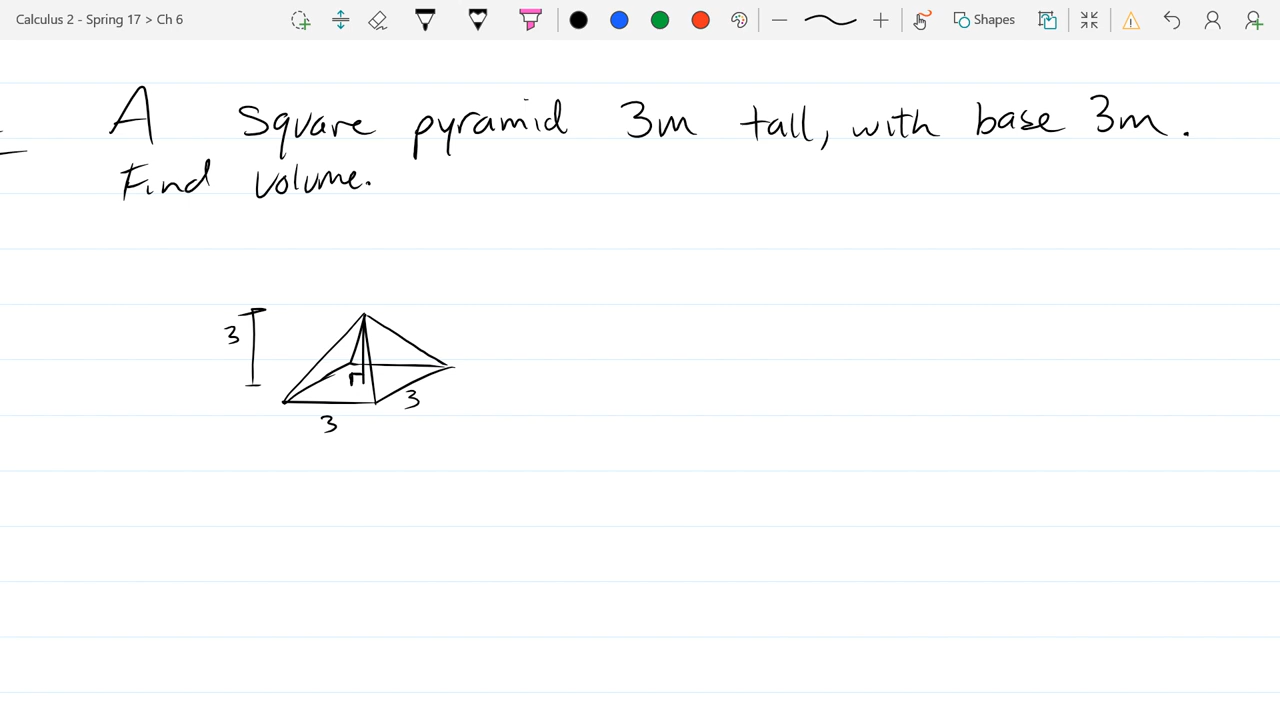 Calculus 2 - Spring 17 > Ch 6
Shapes
A square pyramid 3m tall, with base 3m.
Find volume.
3
3
3